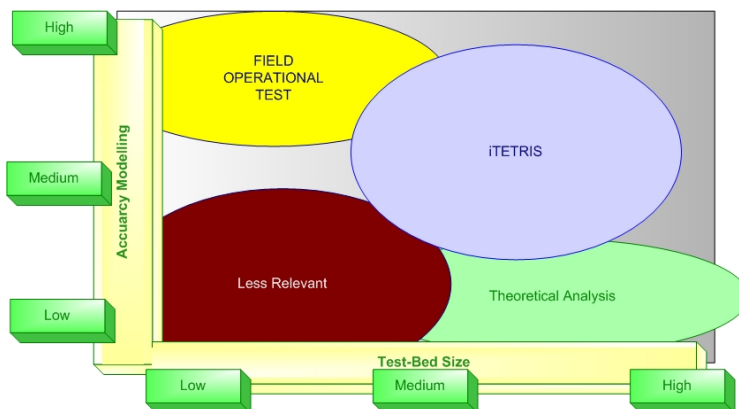 High
FIELD
OPERATIONAL
TEST
iTETRIS
Medium
Accuarcy Modelling
Less Relevant
Theoretical Analysis
Low
Test-Bed Size
Low
Medium
High